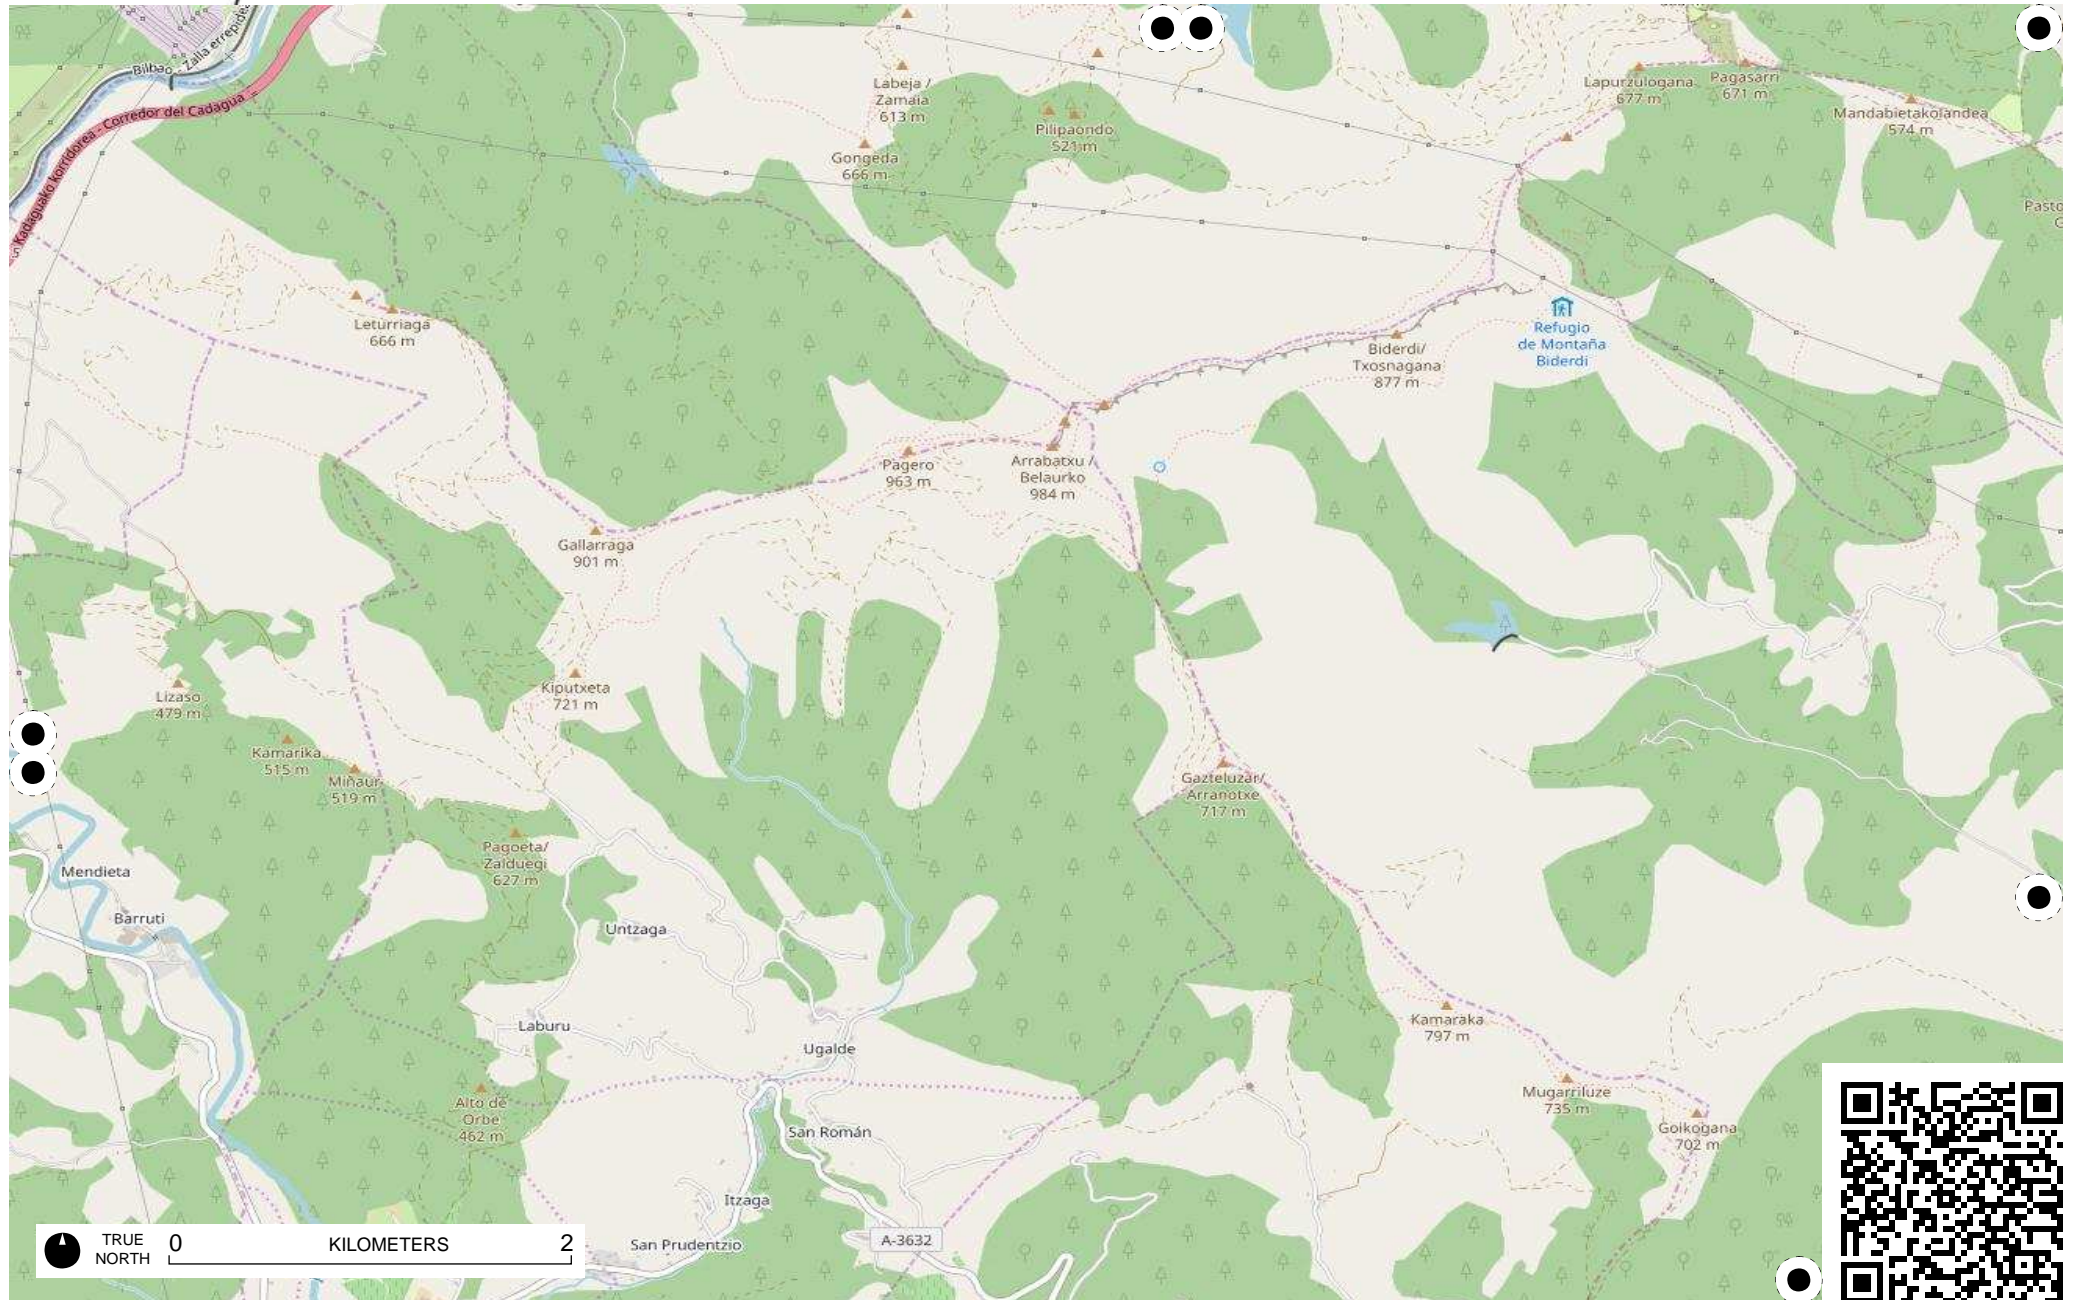 Bilbao - Zalla errepidea
Kadaguako korridorea - Corredor del Cadagua
Labeja /
Zamaia
613 m
Pilipaondo
521 m
Gongeda
666 m
Lapurzulogana
677 m
Pagasarri
671 m
Mandabietakolandea
574 m
Pasto
Leturriaga
666 m
Biderdi/
Txosnagana
877 m
Refugio
de Montaña
Biderdi
Pagero
963 m
Arrabatxu /
Belaurko
984 m
Gallarraga
901 m
Lizaso
479 m
Kiputxeta
721 m
Kamarika
515 m
Miñaur
519 m
Gazteluzar/
Arranotxe
717 m
Pagoeta/
Zalduegi
627 m
Mendieta
Barruti
Untzaga
Laburu
Ugalde
Kamaraka
797 m
Mugarriluze
735 m
Goikogana
702 m
Alto de
Orbe
462 m
San Román
Itzaga
San Prudentzio
A-3632
TRUE
NORTH
0 KILOMETERS 2